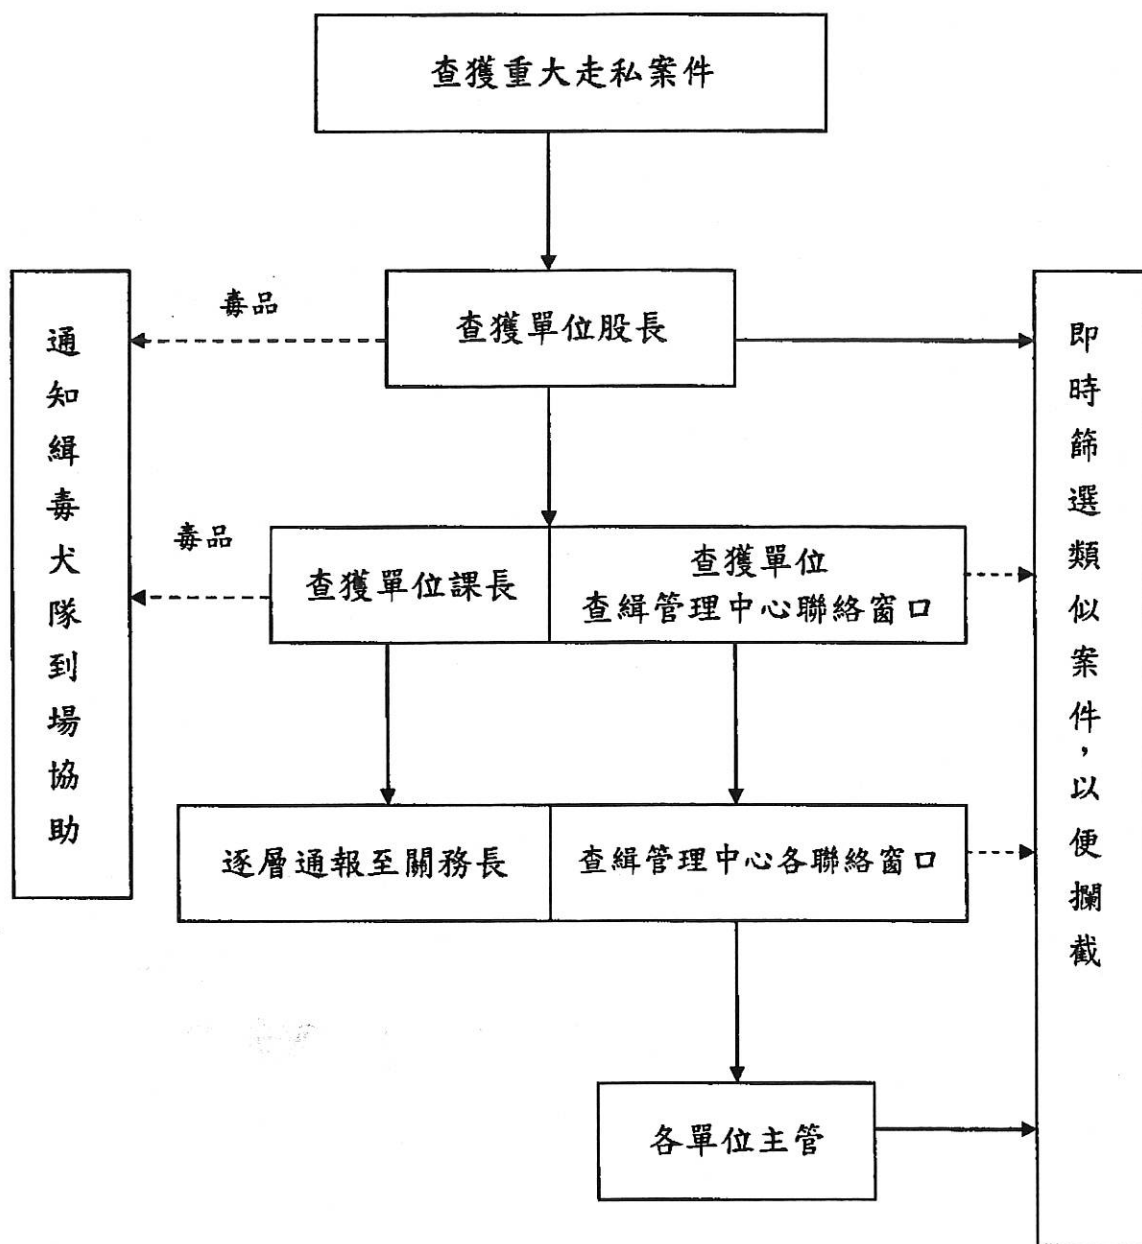 查獲重大走私案件
毒品
查獲單位股長
通知緝毒犬隊到場協助
即時篩選類似案件，以便攔截
毒品
查獲單位課長
查獲單位
查緝管理中心聯絡窗口
逐層通報至關務長
查緝管理中心各聯絡窗口
各單位主管